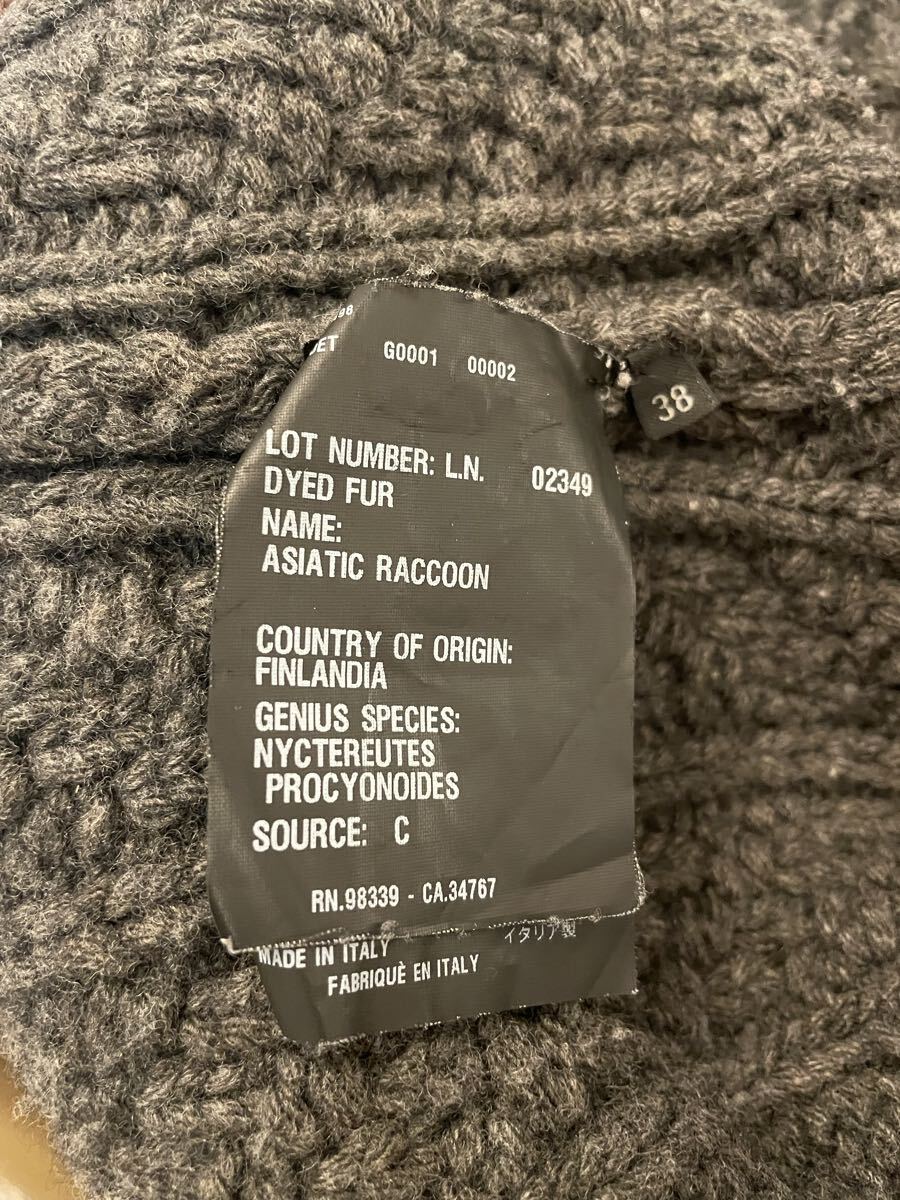 G0001 00002
38
LOT NUMBER: L.N. 02349
DYED FUR
NAME:
ASIATIC RACCOON
COUNTRY OF ORIGIN:
FINLANDIA
GENIUS SPECIES:
NYCTEREUTES
PROCYONOIDES
SOURCE: C
RN.98339 - CA.34767
MADE IN ITALY イタリア製
FABRIQUÈ EN ITALY